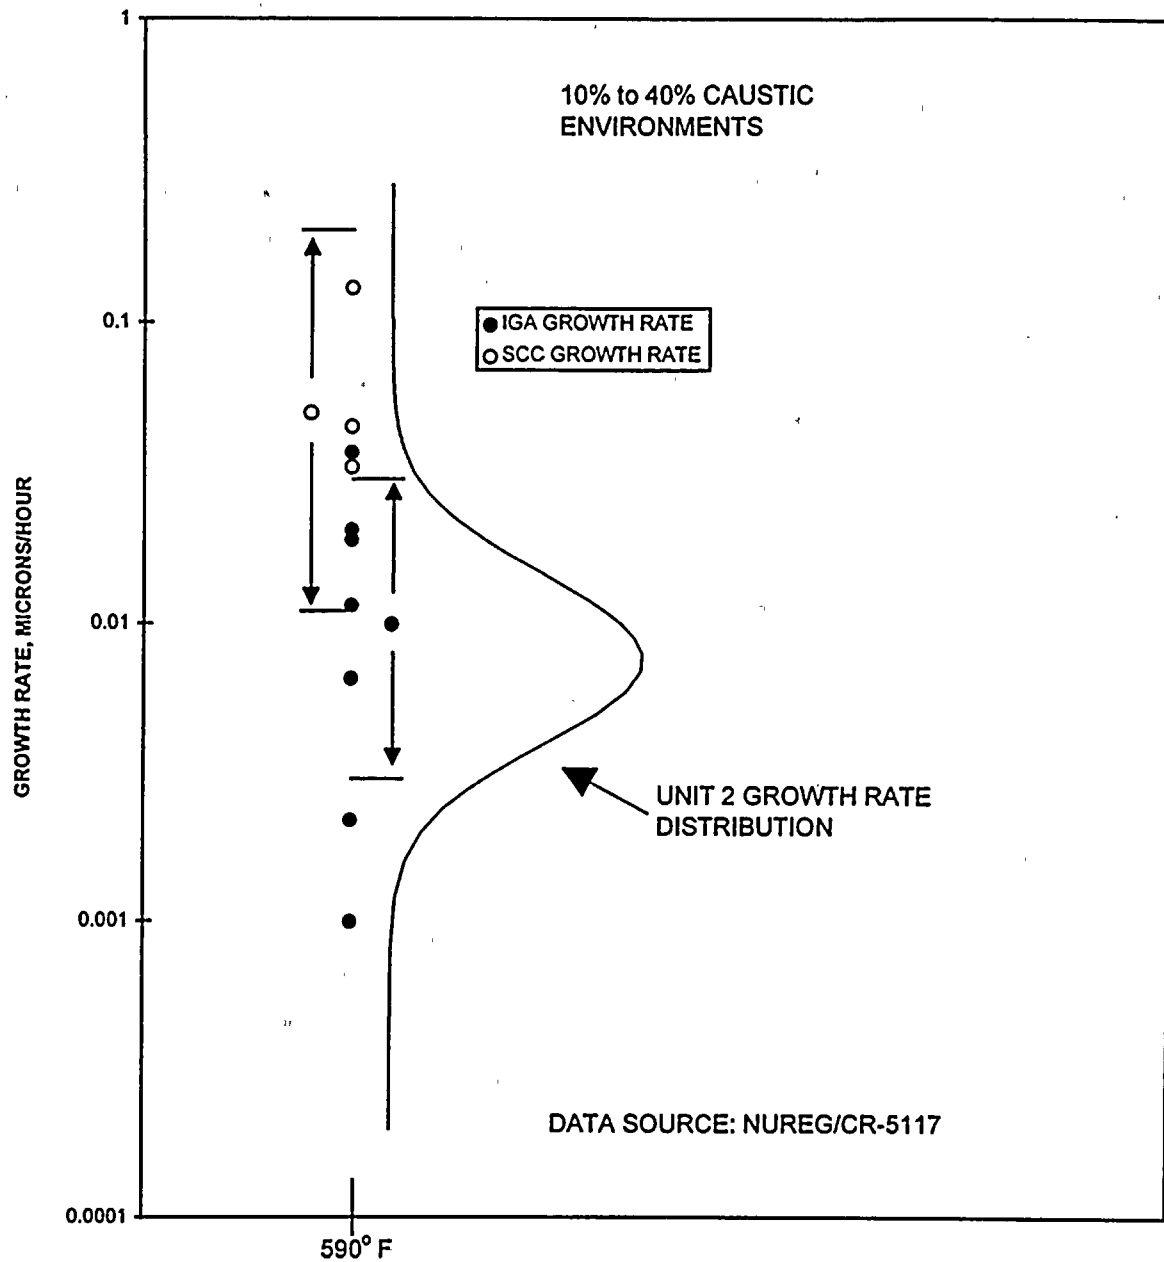 1
10% to 40% CAUSTIC
ENVIRONMENTS
0.1
IGA GROWTH RATE
SCC GROWTH RATE
GROWTH RATE, MICRONS/HOUR
0.01
UNIT 2 GROWTH RATE
DISTRIBUTION
0.001
DATA SOURCE: NUREG/CR-5117
0.0001
590° F